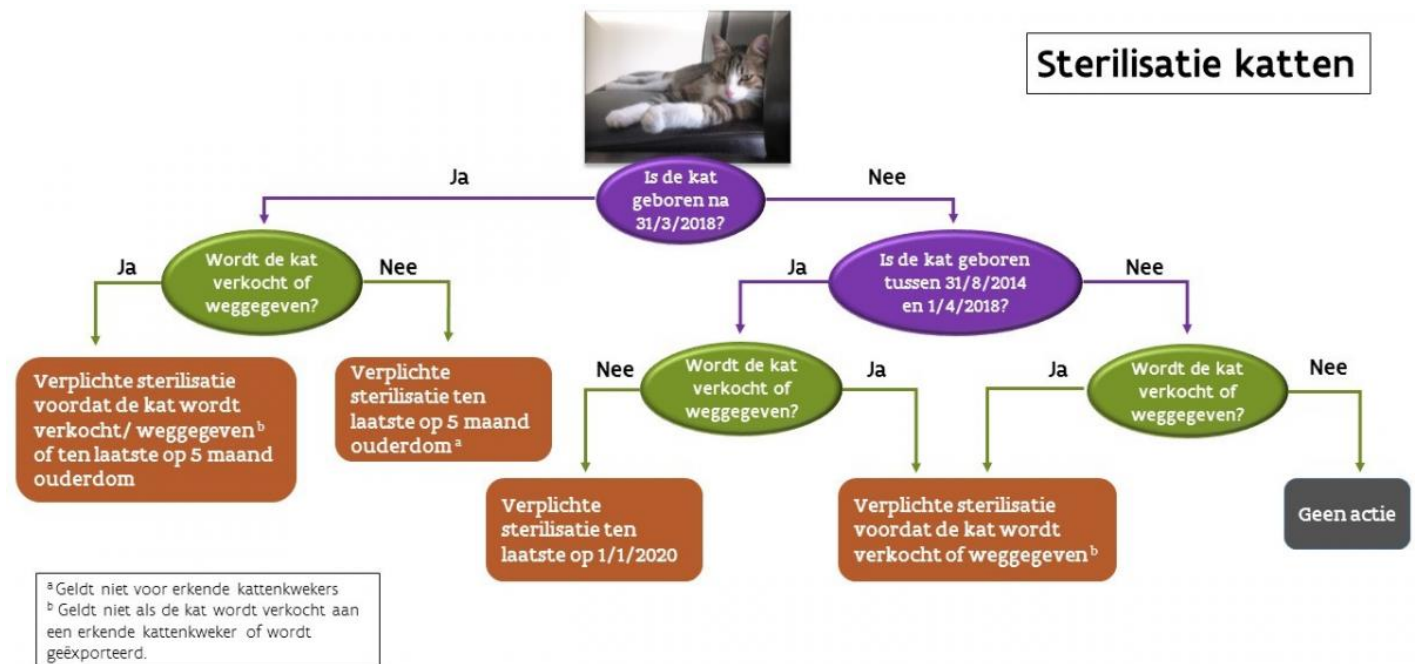 Sterilisatie katten
Ja
Is de kat
geboren na
31/3/2018?
Nee
Ja
Wordt de kat
verkocht of
weggegeven?
Nee
Ja
Is de kat geboren
tussen 31/8/2014
en 1/4/2018?
Nee
Verplichte sterilisatie
voordat de kat wordt
verkocht/ weggegeven b
of ten laatste op 5 maand
ouderdom
Verplichte
sterilisatie ten
laatste op 5 maand
ouderdom a
Nee
Wordt de kat
verkocht of
weggegeven?
Ja
Ja
Wordt de kat
verkocht of
weggegeven?
Nee
Verplichte
sterilisatie ten
laatste op 1/1/2020
Verplichte sterilisatie
voordat de kat wordt
verkocht of weggegeven b
Geen actie
a Geldt niet voor erkende kattenkwekers
b Geldt niet als de kat wordt verkocht aan
een erkende kattenkweker of wordt
geëxporteerd.